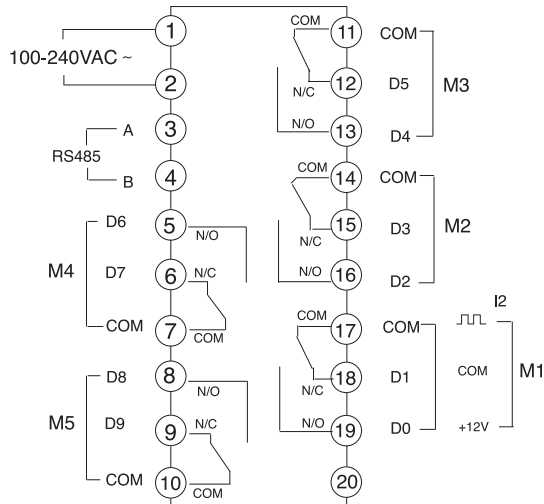 1 COM 11 COM
100-240VAC ~ D5 M3
2 N/C 12
A 3 N/O 13 D4
RS485
B 4 COM 14 COM
D6 5 N/O 15 D3 M2
N/C
M4 D7 6 N/C N/O 16 D2
I2
COM 7 COM COM 17 COM
D8 8 N/O 18 D1 COM M1
N/C
M5 D9 9 N/C N/O 19 D0 +12V
COM 10 COM 20